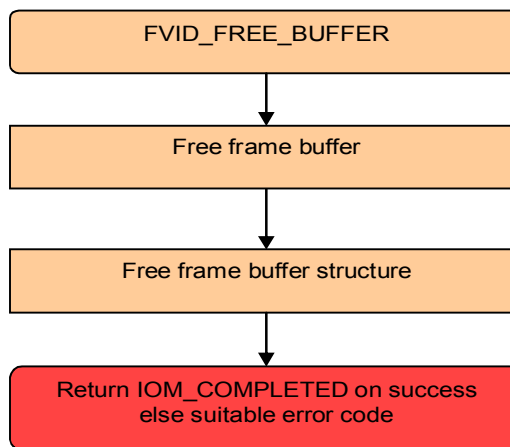 FVID_FREE_BUFFER
Free frame buffer
Free frame buffer structure
Return IOM_COMPLETED on success
else suitable error code